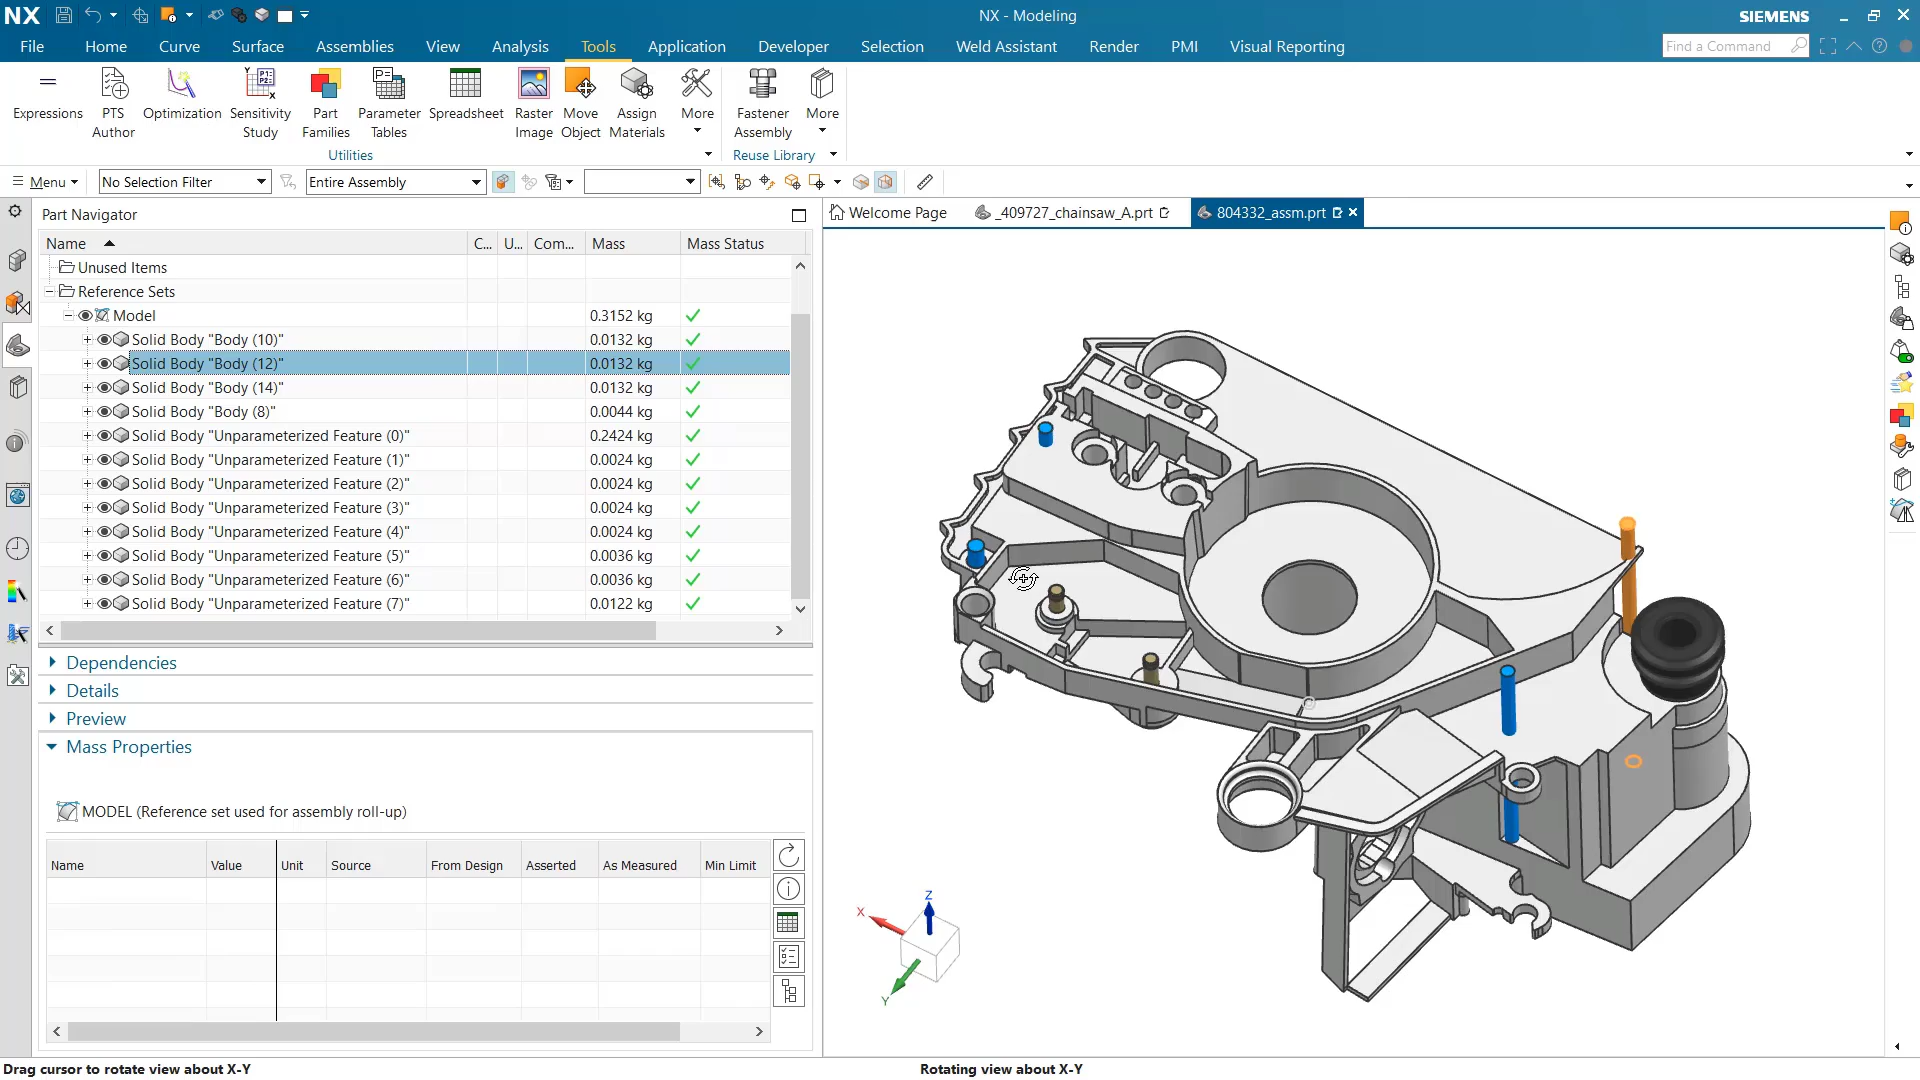 NX
NX - Modeling
SIEMENS
File Home Curve Surface Assemblies View Analysis Tools Application Developer Selection Weld Assistant Render PMI Visual Reporting
Find a Command
Expressions
PTS Author
Optimization
Sensitivity Study
Part Families
Parameter Tables
Spreadsheet
Raster Image
Move Object
Assign Materials
More
Fastener Assembly
More
Utilities
Reuse Library
Menu
No Selection Filter
Entire Assembly
Part Navigator
Welcome Page
_409727_chainsaw_A.prt
804332_assm.prt
Name C... U... Com... Mass Mass Status
Unused Items
Reference Sets
Model 0.3152 kg
Solid Body "Body (10)" 0.0132 kg
Solid Body "Body (12)" 0.0132 kg
Solid Body "Body (14)" 0.0132 kg
Solid Body "Body (8)" 0.0044 kg
Solid Body "Unparameterized Feature (0)" 0.2424 kg
Solid Body "Unparameterized Feature (1)" 0.0024 kg
Solid Body "Unparameterized Feature (2)" 0.0024 kg
Solid Body "Unparameterized Feature (3)" 0.0024 kg
Solid Body "Unparameterized Feature (4)" 0.0024 kg
Solid Body "Unparameterized Feature (5)" 0.0036 kg
Solid Body "Unparameterized Feature (6)" 0.0036 kg
Solid Body "Unparameterized Feature (7)" 0.0122 kg
Dependencies
Details
Preview
Mass Properties
MODEL (Reference set used for assembly roll-up)
Name Value Unit Source From Design Asserted As Measured Min Limit
Z
X
Y
Drag cursor to rotate view about X-Y
Rotating view about X-Y